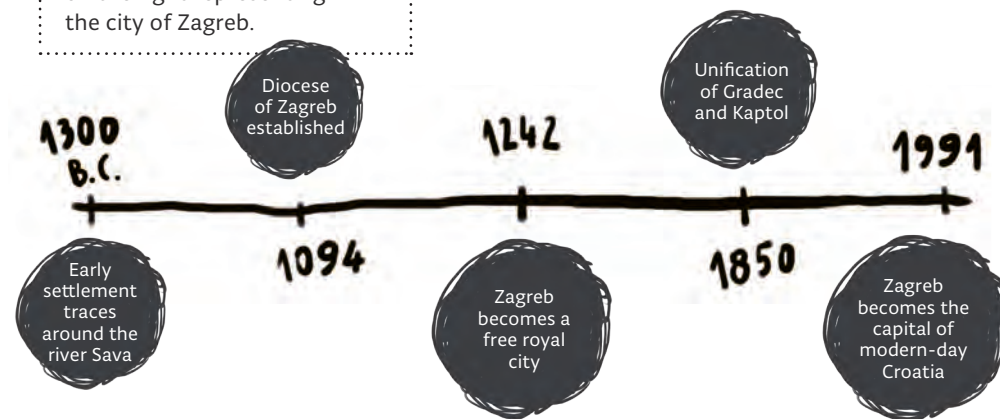 the city of Zagreb.
Diocese
of Zagreb
established
Unification
of Gradec
and Kaptol
1300
B.C.
1242
1991
1094
1850
Early
settlement
traces
around the
river Sava
Zagreb
becomes a
free royal
city
Zagreb
becomes the
capital of
modern-day
Croatia